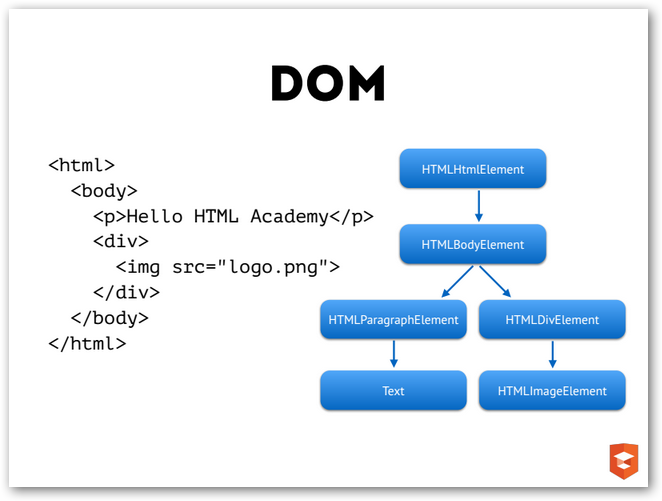 DOM
<html>
<body>
<p>Hello HTML Academy</p>
<div>
<img src="logo.png">
</div>
</body>
</html>
HTMLHtmlElement
HTMLBodyElement
HTMLParagraphElement
HTMLDivElement
Text
HTMLImageElement